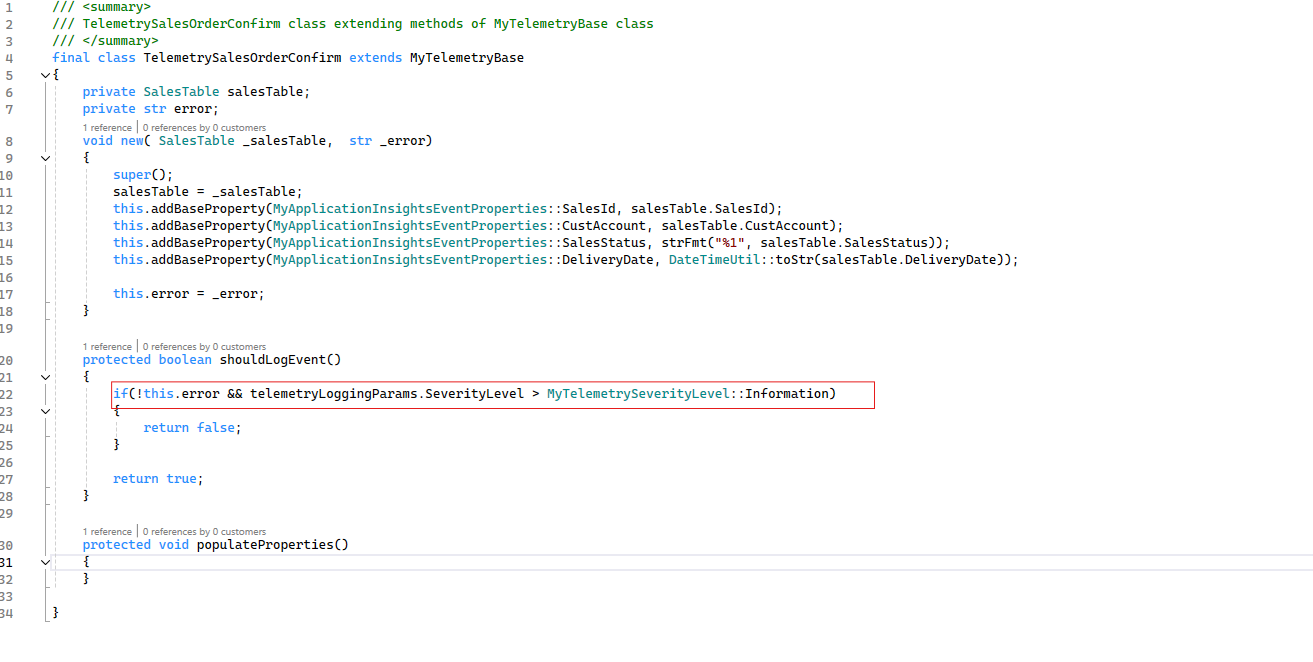 1 /// <summary>
2 /// TelemetrySalesOrderConfirm class extending methods of MyTelemetryBase class
3 /// </summary>
4 final class TelemetrySalesOrderConfirm extends MyTelemetryBase
5 {
6 private SalesTable salesTable;
7 private str error;
1 reference | 0 references by 0 customers
8 void new( SalesTable _salesTable,  str _error)
9 {
10 super();
11 salesTable = _salesTable;
12 this.addBaseProperty(MyApplicationInsightsEventProperties::SalesId, salesTable.SalesId);
13 this.addBaseProperty(MyApplicationInsightsEventProperties::CustAccount, salesTable.CustAccount);
14 this.addBaseProperty(MyApplicationInsightsEventProperties::SalesStatus, strFmt("%1", salesTable.SalesStatus));
15 this.addBaseProperty(MyApplicationInsightsEventProperties::DeliveryDate, DateTimeUtil::toStr(salesTable.DeliveryDate));
16
17 this.error = _error;
18 }
19
1 reference | 0 references by 0 customers
20 protected boolean shouldLogEvent()
21 {
22 if(!this.error && telemetryLoggingParams.SeverityLevel > MyTelemetrySeverityLevel::Information)
23 {
24 return false;
25 }
26
27 return true;
28 }
29
1 reference | 0 references by 0 customers
30 protected void populateProperties()
31 {
32 }
33
34 }